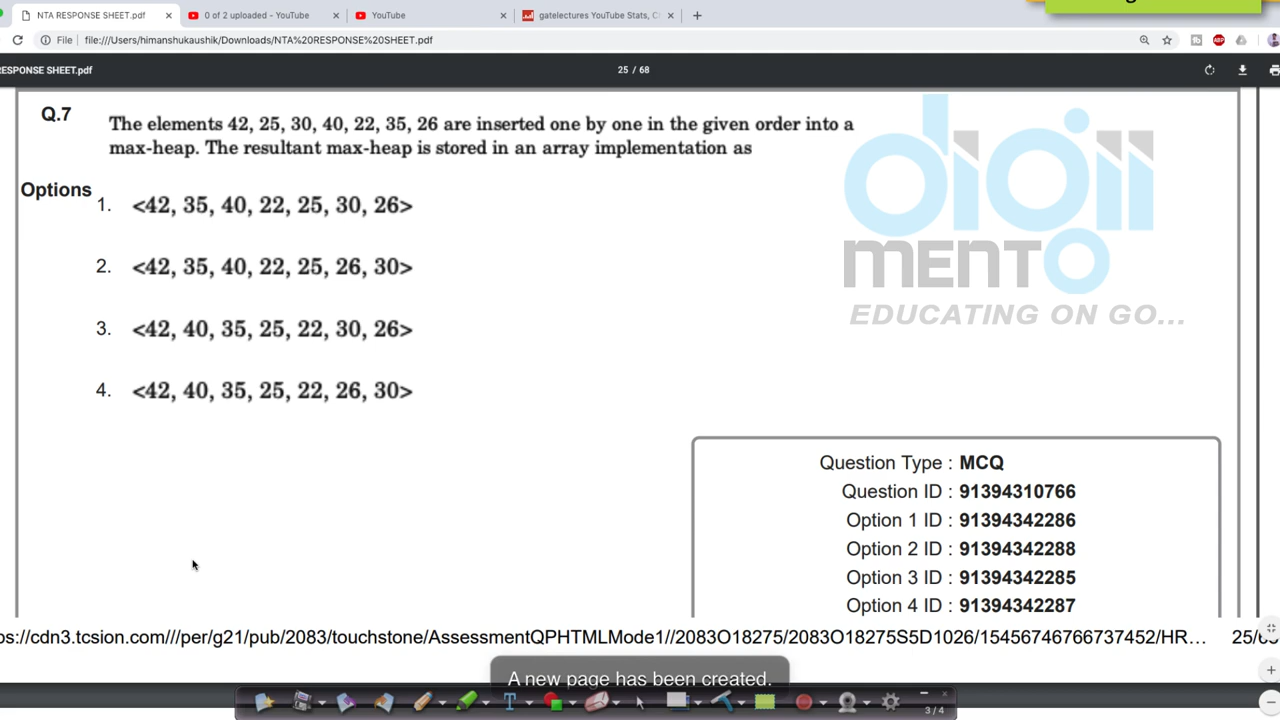 NTA RESPONSE SHEET.pdf
0 of 2 uploaded - YouTube
YouTube
gatelectures YouTube Stats, C
File
file:///Users/himanshukaushik/Downloads/NTA%20RESPONSE%20SHEET.pdf
RESPONSE SHEET.pdf
25 / 68
Q.7
The elements 42, 25, 30, 40, 22, 35, 26 are inserted one by one in the given order into a
max-heap. The resultant max-heap is stored in an array implementation as
Options
1. <42, 35, 40, 22, 25, 30, 26>
2. <42, 35, 40, 22, 25, 26, 30>
3. <42, 40, 35, 25, 22, 30, 26>
4. <42, 40, 35, 25, 22, 26, 30>
digii
MENTO
EDUCATING ON GO...
Question Type : MCQ
Question ID : 91394310766
Option 1 ID : 91394342286
Option 2 ID : 91394342288
Option 3 ID : 91394342285
Option 4 ID : 91394342287
ps://cdn3.tcsion.com///per/g21/pub/2083/touchstone/AssessmentQPHTMLMode1//2083O18275/2083O18275S5D1026/15456746766737452/HR...
A new page has been created.
3 / 4